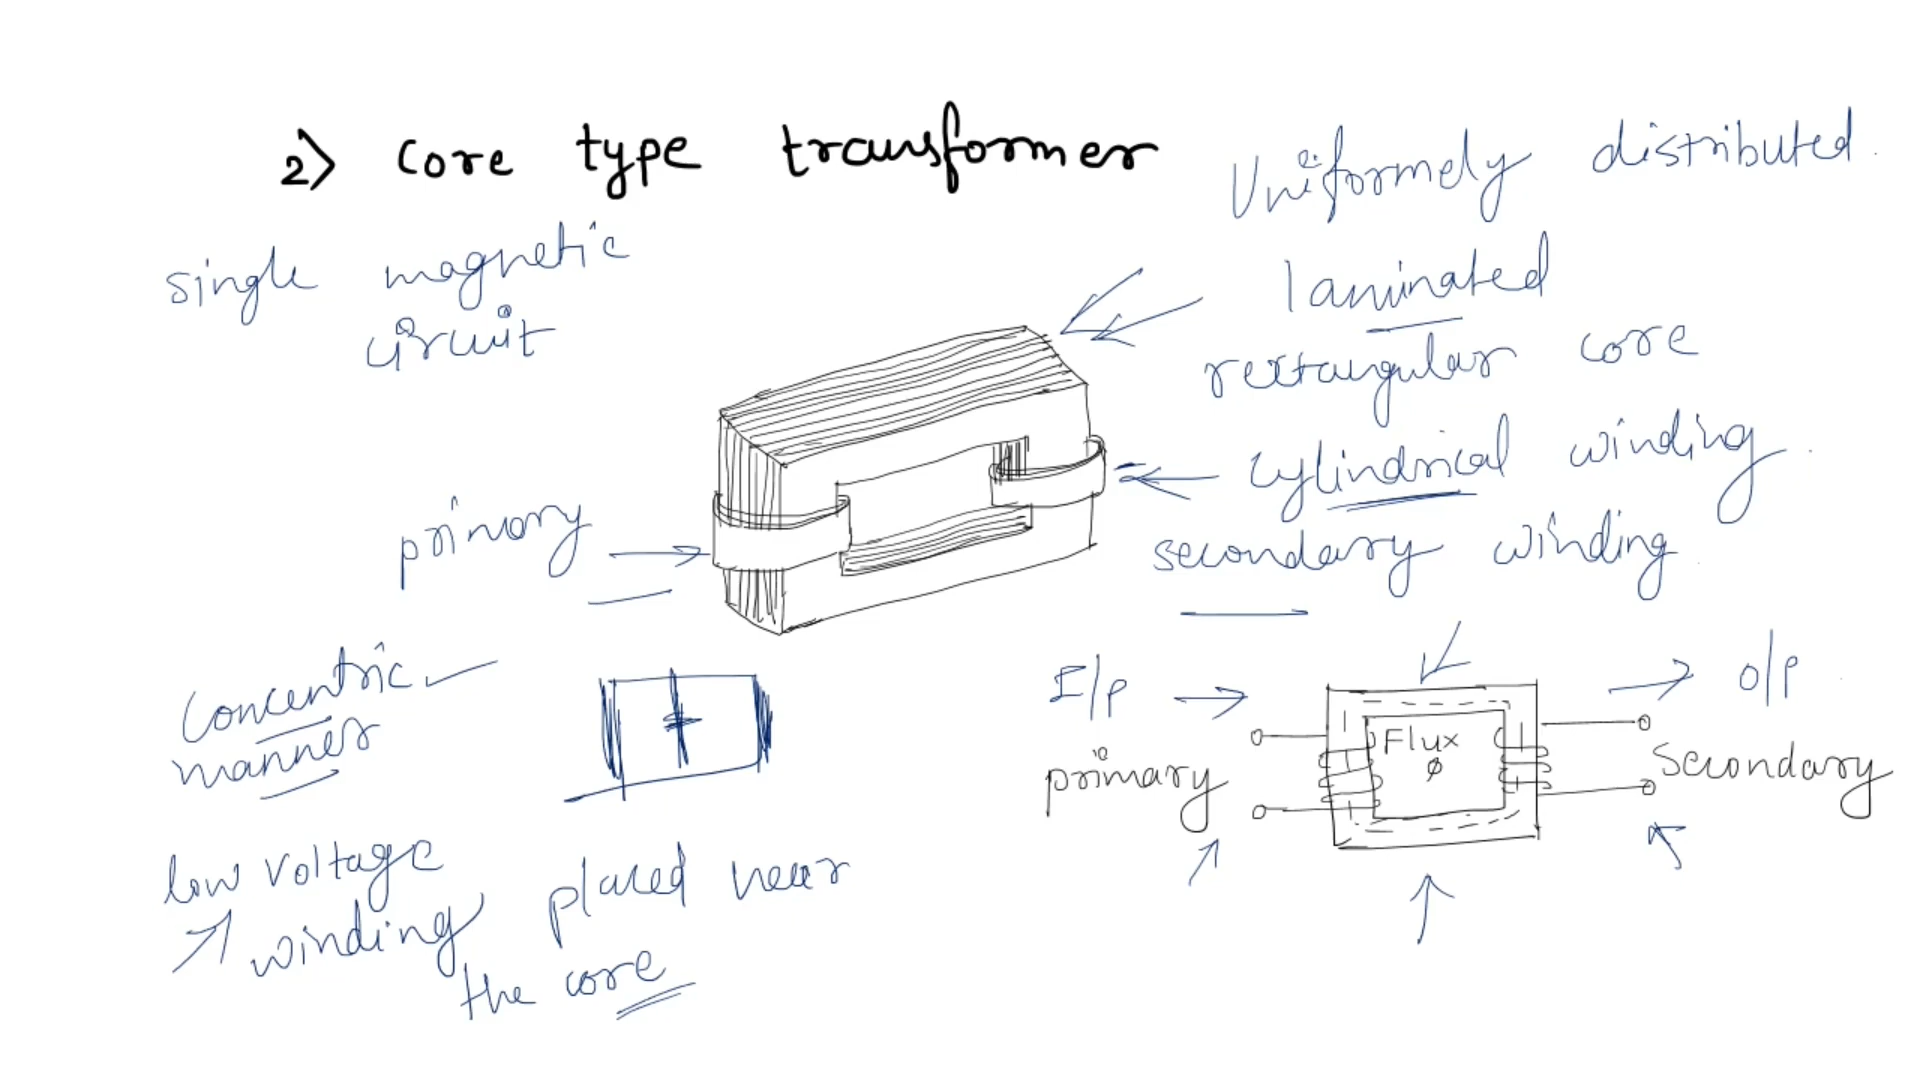 2) core type transformer
Uniformely distributed.
single magnetic
circuit
laminated
rectangular core
cylindrical winding.
primary
secondary winding.
Concentric
manner
I/p
o/p
Flux
ϕ
primary
Secondary
low voltage
winding placed near
the core